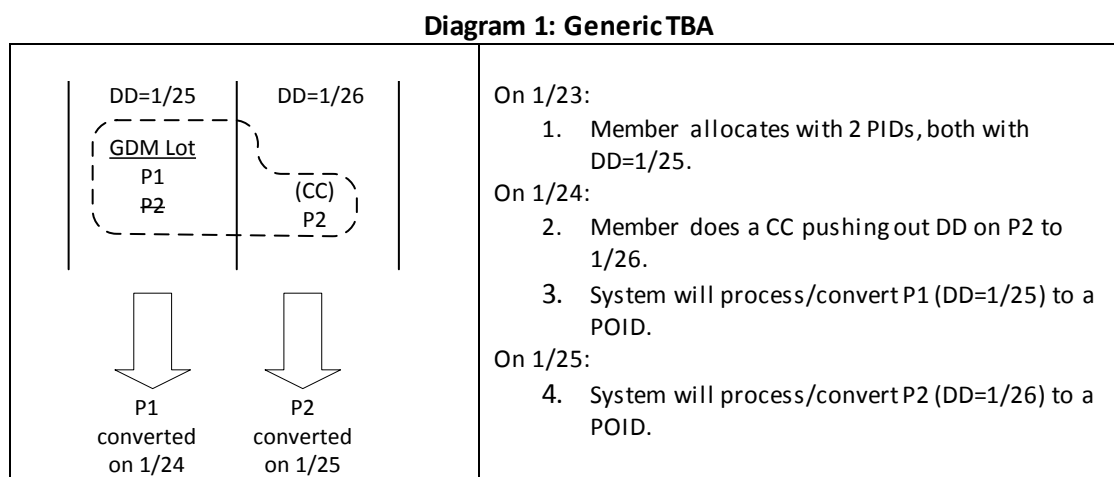 Diagram 1: Generic TBA
DD=1/25 DD=1/26
GDM Lot
P1
P2
(CC)
P2
P1
converted
on 1/24
P2
converted
on 1/25
On 1/23:
1. Member allocates with 2 PIDs, both with
DD=1/25.
On 1/24:
2. Member does a CC pushing out DD on P2 to
1/26.
3. System will process/convert P1 (DD=1/25) to a
POID.
On 1/25:
4. System will process/convert P2 (DD=1/26) to a
POID.